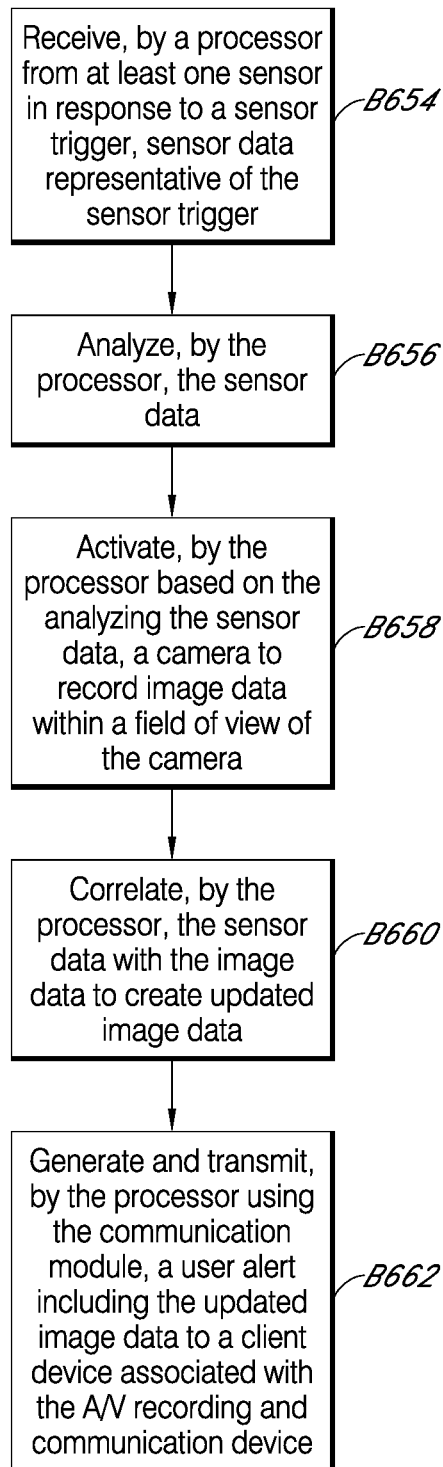 Receive, by a processor
from at least one sensor
in response to a sensor
trigger, sensor data
representative of the
sensor trigger
B654
Analyze, by the
processor, the sensor
data
B656
Activate, by the
processor based on the
analyzing the sensor
data, a camera to
record image data
within a field of view of
the camera
B658
Correlate, by the
processor, the sensor
data with the image
data to create updated
image data
B660
Generate and transmit,
by the processor using
the communication
module, a user alert
including the updated
image data to a client
device associated with
the A/V recording and
communication device
B662